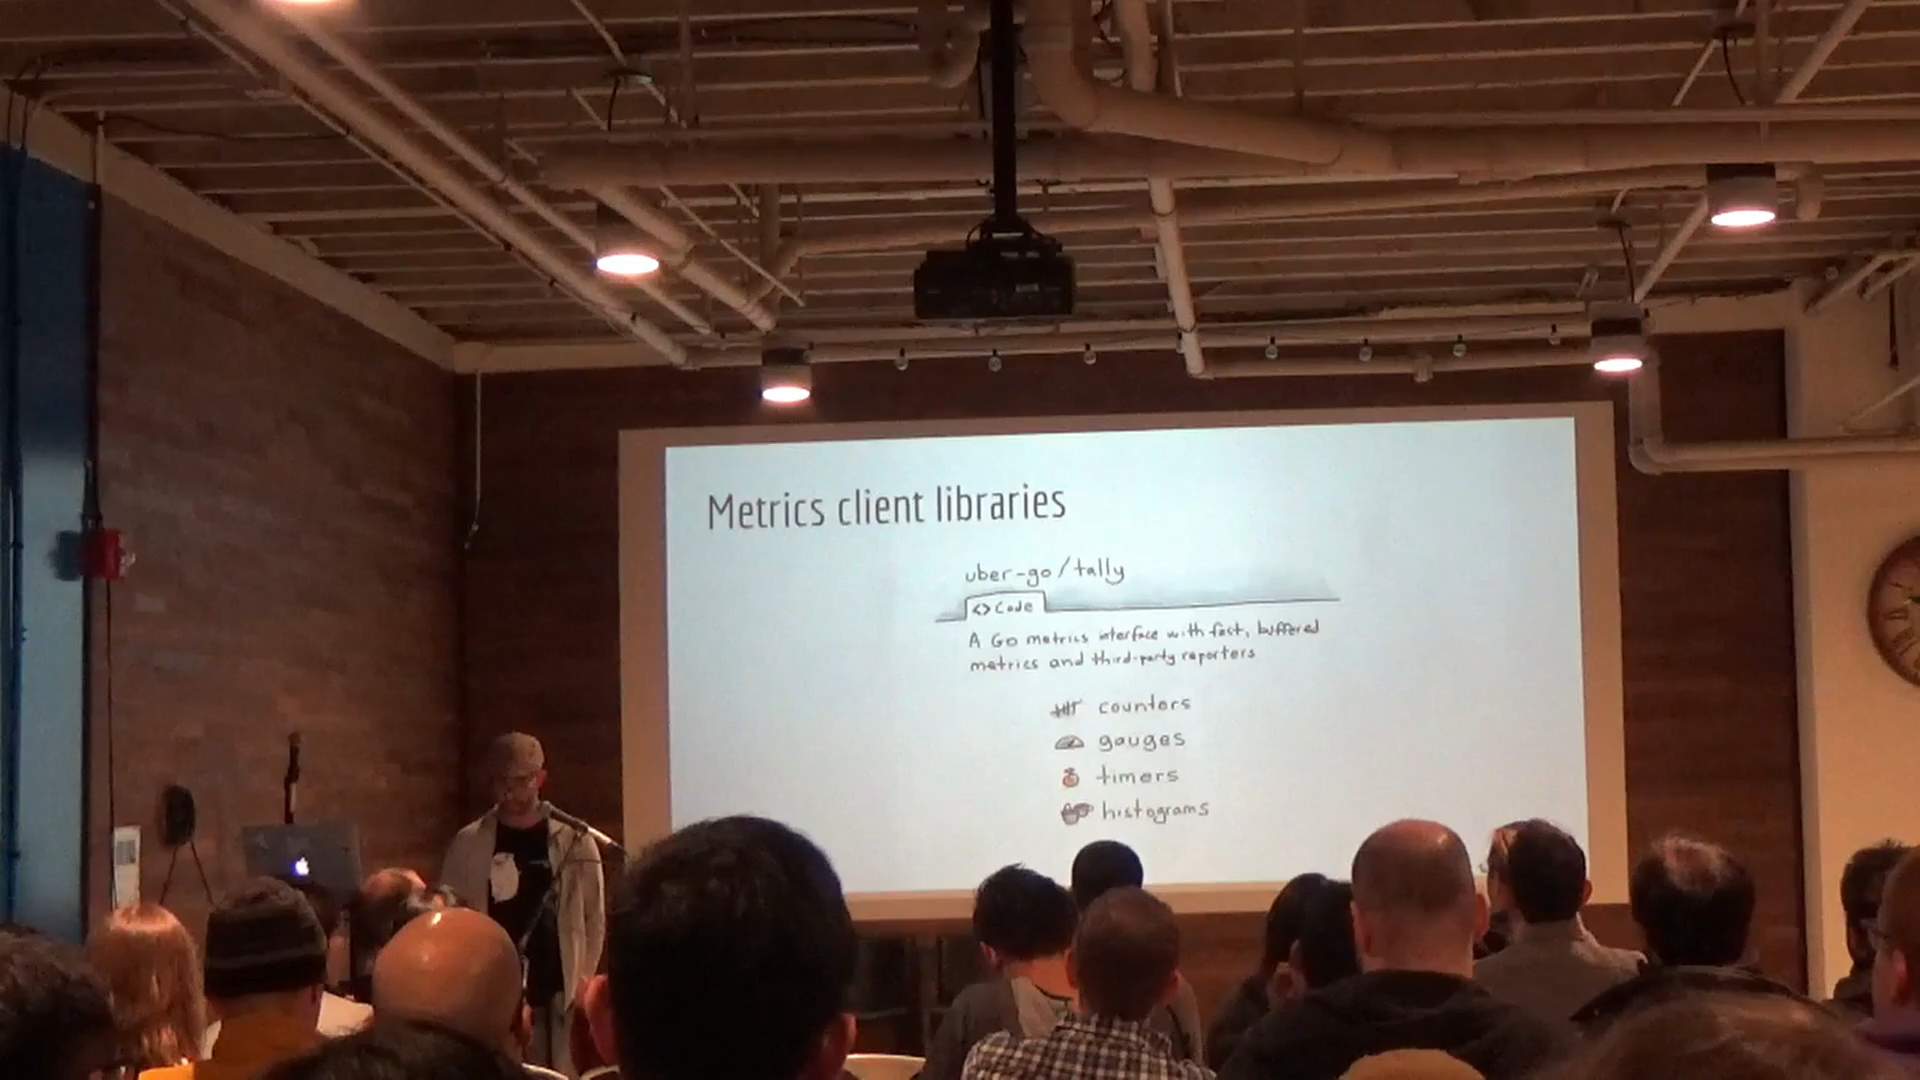 Metrics client libraries
uber-go/tally
<> Code
A Go metrics interface with fast, buffered
metrics and third-party reporters
counters
gauges
timers
histograms